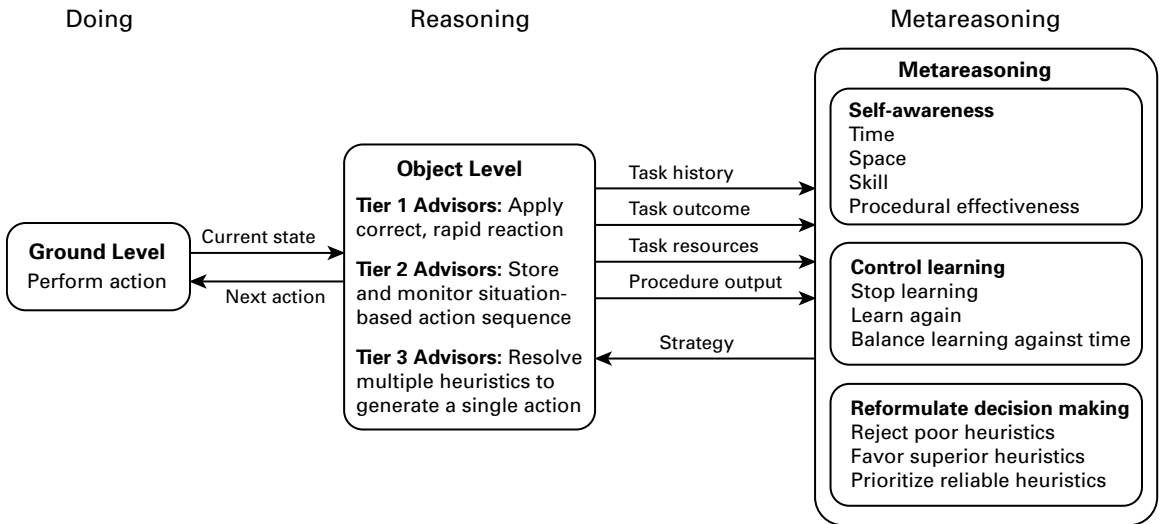 Doing
Reasoning
Metareasoning
Ground Level
Perform action
Current state
Next action
Object Level
Tier 1 Advisors: Apply
correct, rapid reaction
Tier 2 Advisors: Store
and monitor situation-
based action sequence
Tier 3 Advisors: Resolve
multiple heuristics to
generate a single action
Task history
Task outcome
Task resources
Procedure output
Strategy
Metareasoning
Self-awareness
Time
Space
Skill
Procedural effectiveness
Control learning
Stop learning
Learn again
Balance learning against time
Reformulate decision making
Reject poor heuristics
Favor superior heuristics
Prioritize reliable heuristics